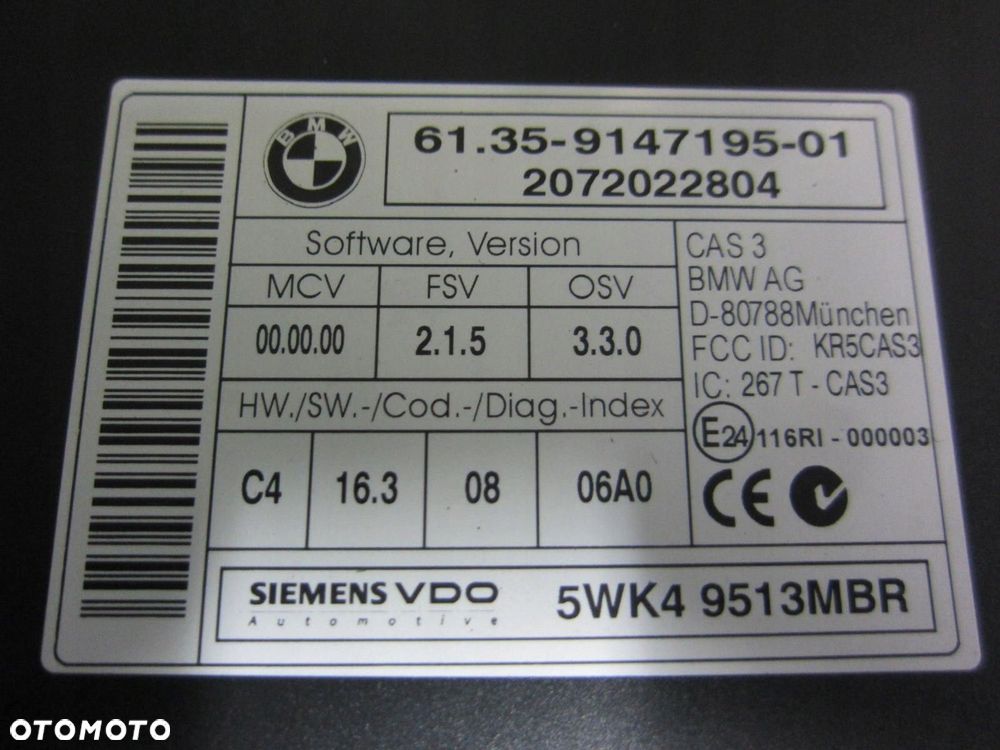 BMW
61.35-9147195-01
2072022804
Software, Version
MCV FSV OSV
00.00.00 2.1.5 3.3.0
HW./SW.-/Cod.-/Diag.-Index
C4 16.3 08 06A0
CAS 3
BMW AG
D-80788München
FCC ID: KR5CAS3
IC: 267 T - CAS3
E24 116RI - 000003
CE
SIEMENS VDO
Automotive
5WK4 9513MBR
OTOMOTO